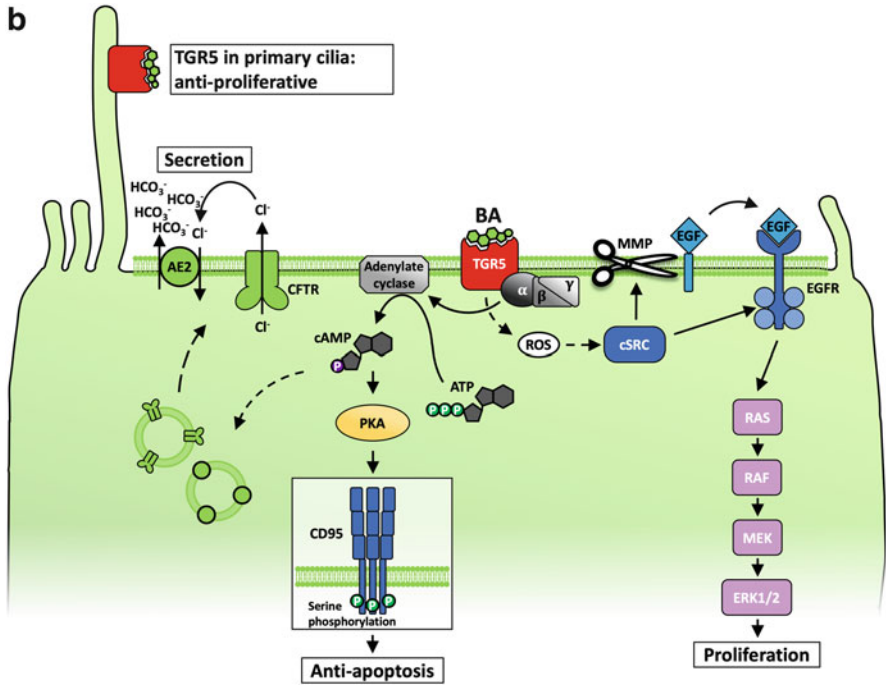 b
TGR5 in primary cilia:
anti-proliferative
Secretion
HCO₃⁻
HCO₃⁻
HCO₃⁻
HCO₃⁻
Cl⁻
Cl⁻
AE2
CFTR
Cl⁻
Adenylate
cyclase
BA
TGR5
α
β
γ
MMP
EGF
EGF
EGFR
cAMP
P
ROS
cSRC
ATP
P P P
PKA
RAS
RAF
MEK
ERK1/2
Proliferation
CD95
P P P
Serine
phosphorylation
Anti-apoptosis